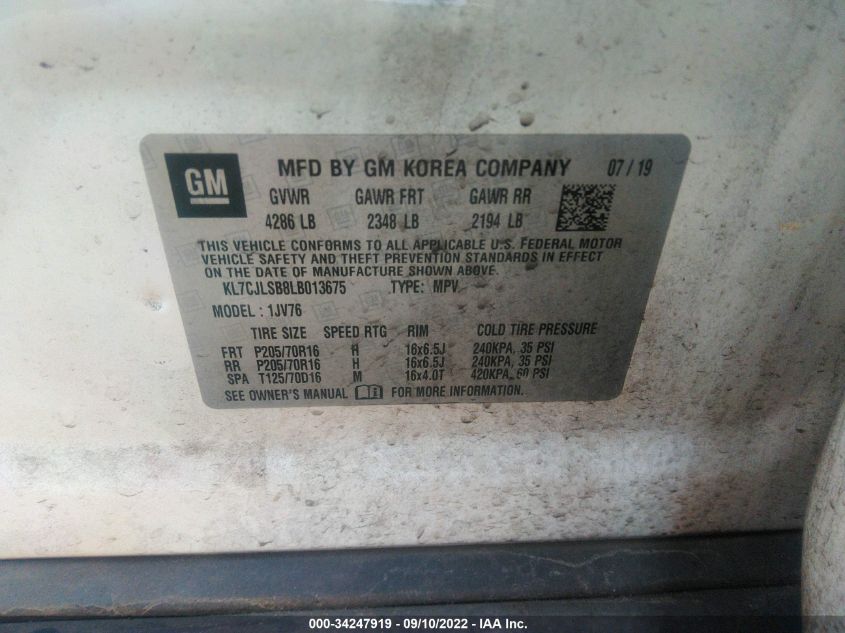 GM MFD BY GM KOREA COMPANY 07/19
GVWR GAWR FRT GAWR RR
4286 LB 2348 LB 2194 LB
THIS VEHICLE CONFORMS TO ALL APPLICABLE U.S. FEDERAL MOTOR
VEHICLE SAFETY AND THEFT PREVENTION STANDARDS IN EFFECT
ON THE DATE OF MANUFACTURE SHOWN ABOVE.
KL7CJLSB8LB013675 TYPE: MPV
MODEL : 1JV76
TIRE SIZE SPEED RTG RIM COLD TIRE PRESSURE
FRT P205/70R16 H 16x6.5J 240KPA, 35 PSI
RR P205/70R16 H 16x6.5J 240KPA, 35 PSI
SPA T125/70D16 M 16x4.0T 420KPA, 60 PSI
SEE OWNER'S MANUAL FOR MORE INFORMATION
000-34247919 - 09/10/2022 - IAA Inc.